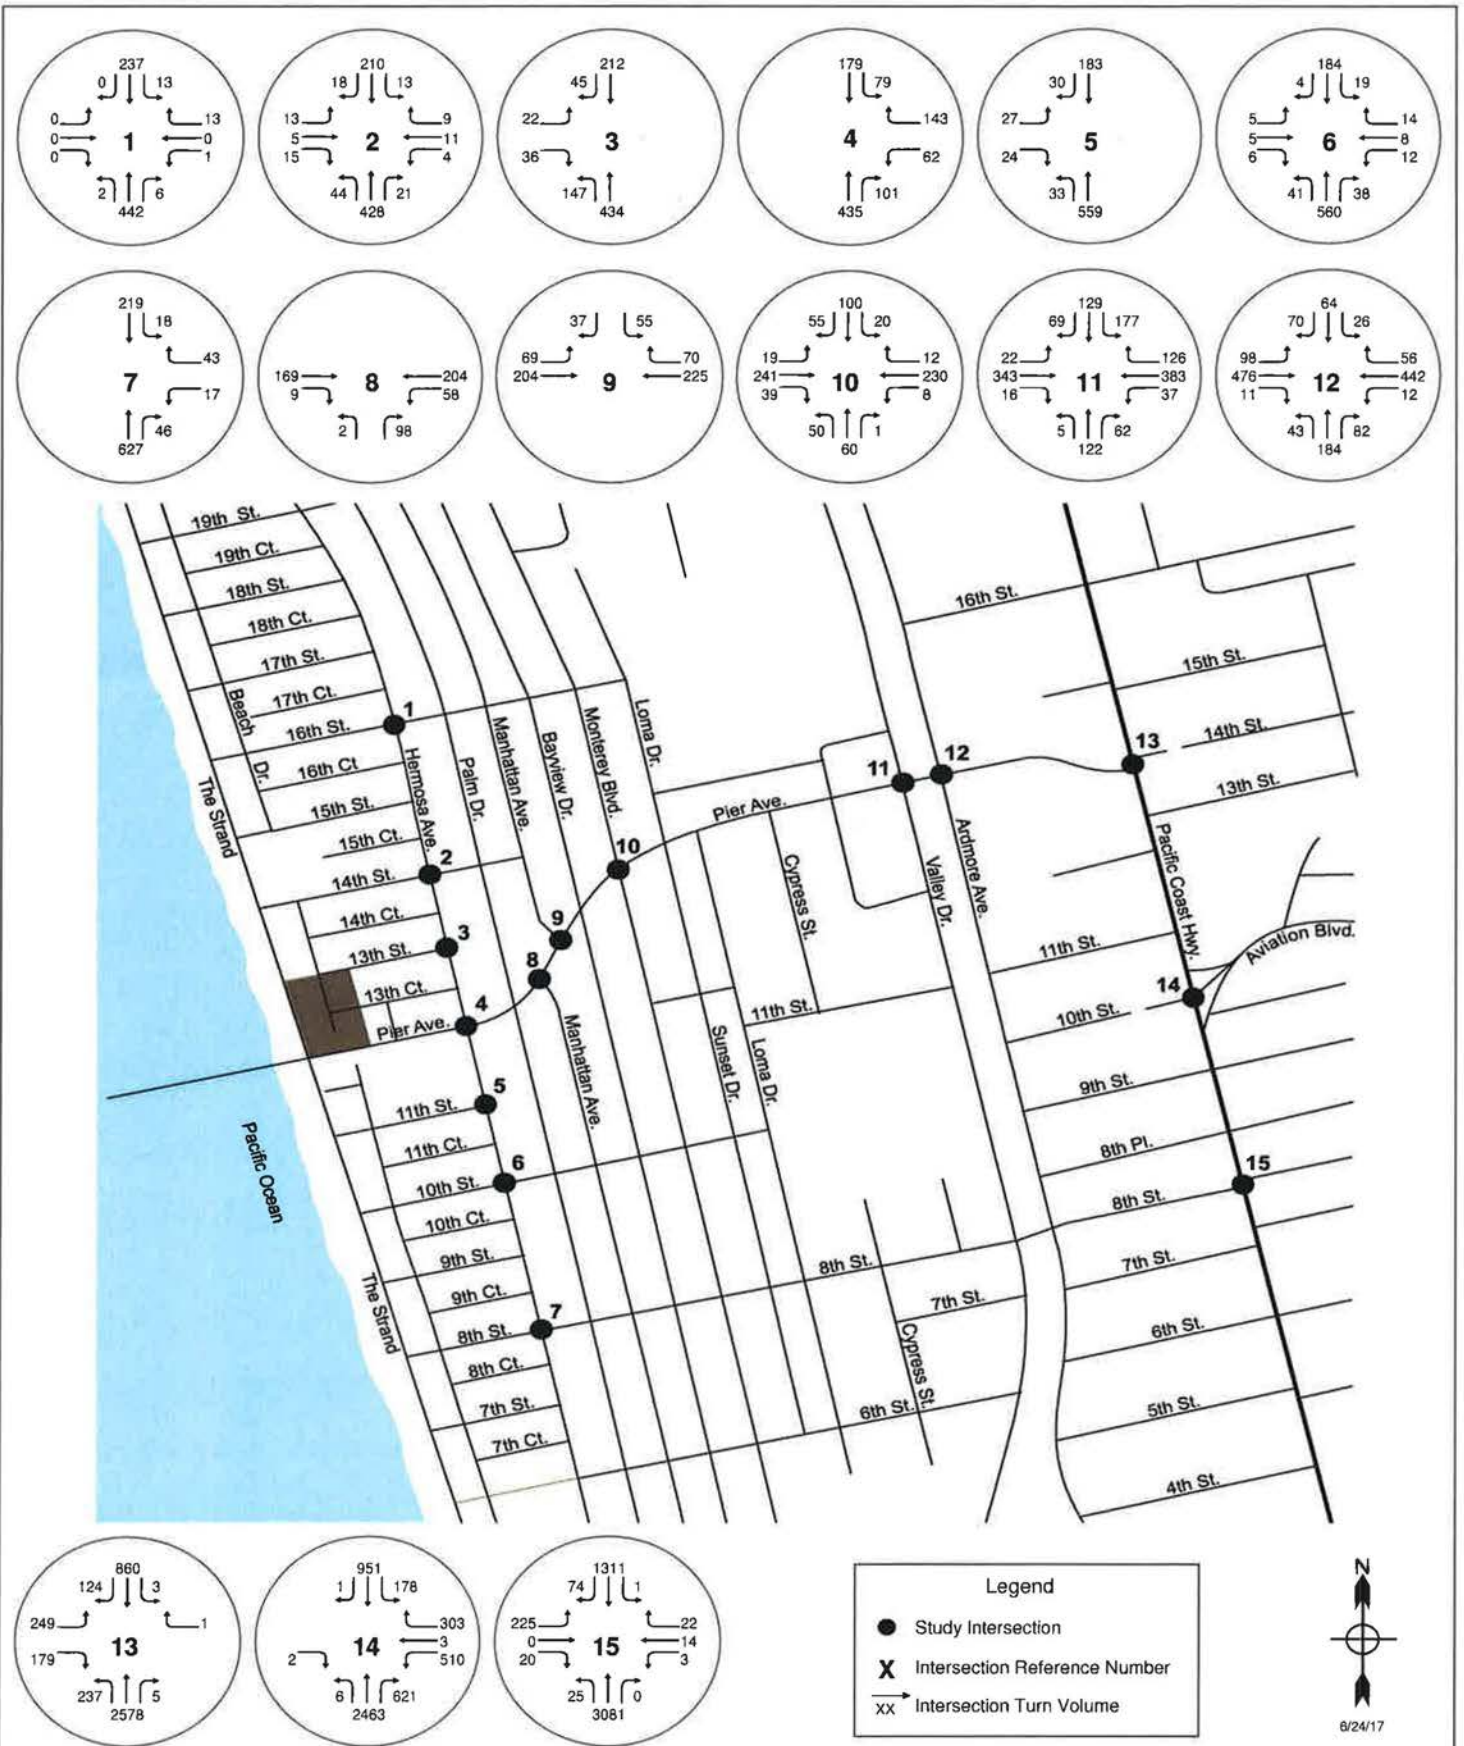 237
0 13
0 13
0 1 0
0 1
2 6
442
210
18 13
13 9
5 2 11
15 4
44 21
428
212
45
22
3
36
147
434
179
79
143
4
62
101
435
183
30
27
5
24
33
559
184
4 19
5 14
5 6 8
6 12
41 38
560
219
18
43
7
17
46
627
169 8 204
9 58
2 98
37 55
69 70
204 9 225
100
55 20
19 12
241 10 230
39 8
50 1
60
129
69 177
22 126
343 11 383
16 37
5 62
122
64
70 26
98 56
476 12 442
11 12
43 82
184
19th St.
19th Ct.
18th St.
18th Ct.
17th St.
17th Ct.
16th St.
16th Ct
15th St.
15th Ct.
14th St.
14th Ct.
13th St.
13th Ct.
Pier Ave.
11th St.
11th Ct.
10th St.
10th Ct.
9th St.
9th Ct.
8th St.
8th Ct.
7th St.
7th Ct.
Beach
Dr.
The Strand
The Strand
Pacific Ocean
1
2
3
4
5
6
7
8
9
10
11
12
13
14
15
Hermosa Ave.
Palm Dr.
Manhattan Ave.
Bayview Dr.
Monterey Blvd.
Loma Dr.
Manhattan Ave.
Pier Ave.
Cypress St.
Valley Dr.
Ardmore Ave.
Sunset Dr.
Loma Dr.
11th St.
8th St.
7th St.
Cypress St.
6th St.
16th St.
15th St.
14th St.
13th St.
Pacific Coast Hwy.
Aviation Blvd.
11th St.
10th St.
9th St.
8th Pl.
8th St.
7th St.
6th St.
5th St.
4th St.
860
124 3
249 1
13
179
237 5
2578
951
1 178
303
14 3
2 510
6 621
2463
1311
74 1
225 22
0 15 14
20 3
25 0
3081
Legend
Study Intersection
X Intersection Reference Number
xx Intersection Turn Volume
N
6/24/17